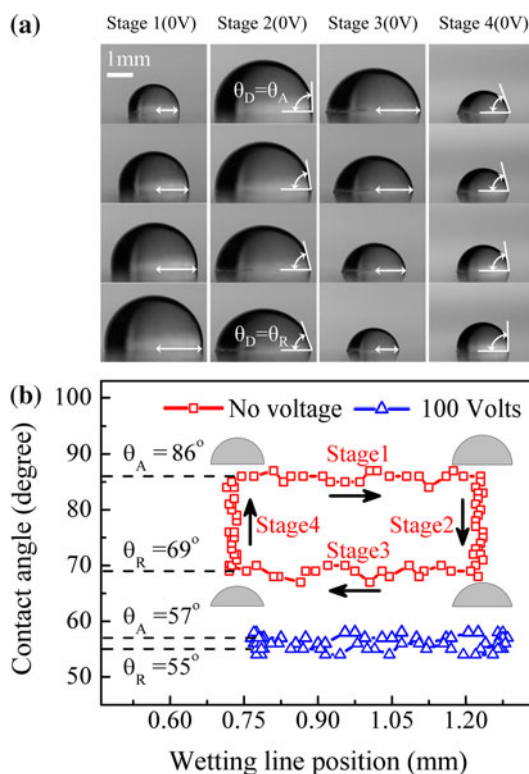 (a)
Stage 1(0V) Stage 2(0V) Stage 3(0V) Stage 4(0V)
1mm
θD=θA
θD=θR
(b)
No voltage 100 Volts
Contact angle (degree)
100
90
80
70
60
50
θA=86°
θR=69°
θA=57°
θR=55°
Stage1
Stage4
Stage2
Stage3
0.60 0.75 0.90 1.05 1.20
Wetting line position (mm)